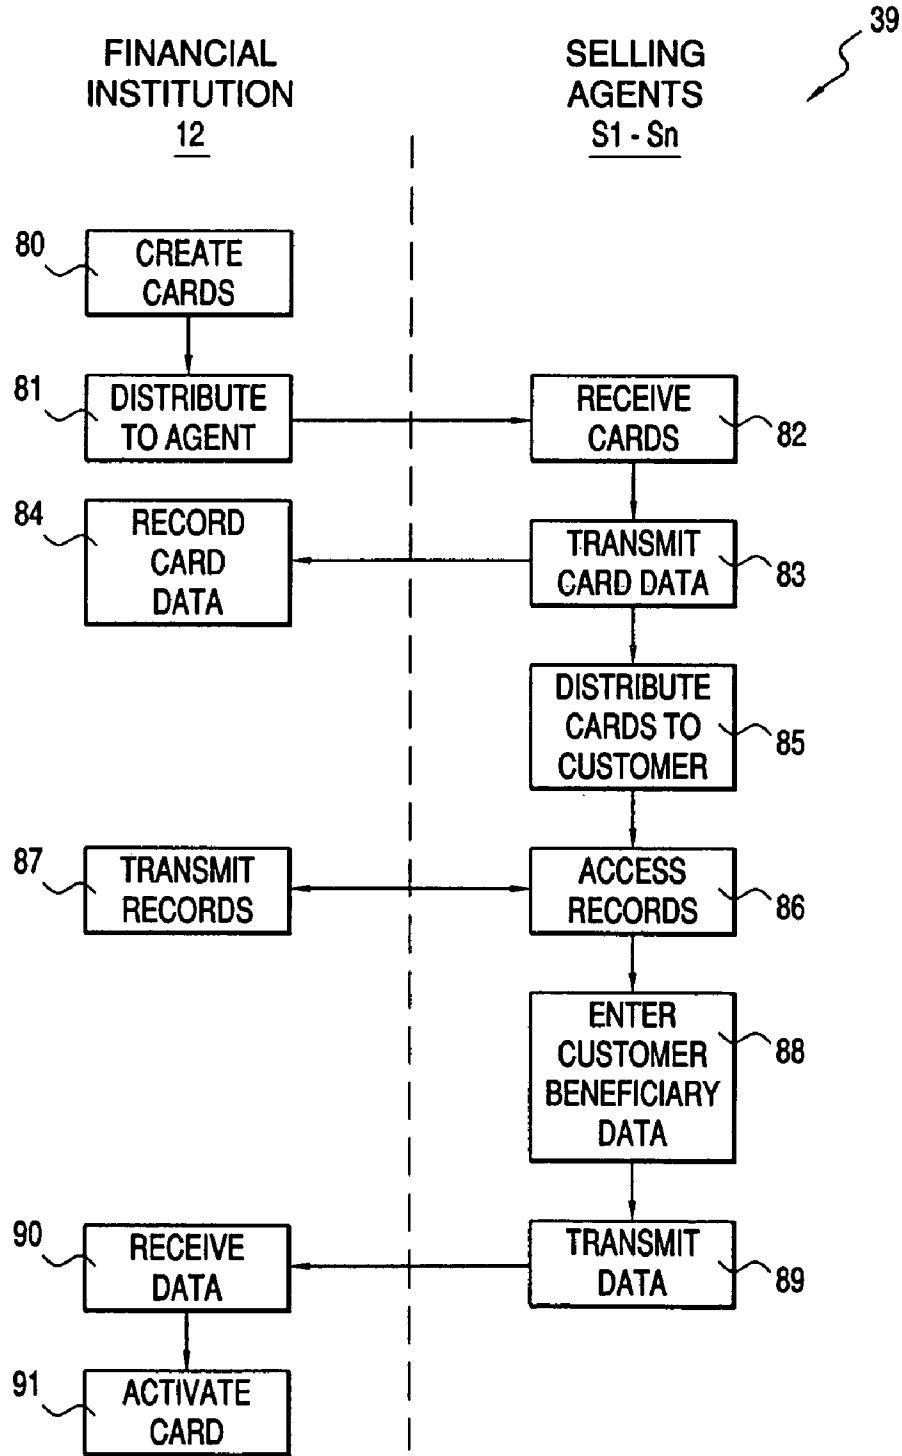 39
FINANCIAL
INSTITUTION
12
SELLING
AGENTS
S1 - Sn
80
CREATE
CARDS
81
DISTRIBUTE
TO AGENT
RECEIVE
CARDS
82
84
RECORD
CARD
DATA
TRANSMIT
CARD DATA
83
DISTRIBUTE
CARDS TO
CUSTOMER
85
87
TRANSMIT
RECORDS
ACCESS
RECORDS
86
ENTER
CUSTOMER
BENEFICIARY
DATA
88
90
RECEIVE
DATA
TRANSMIT
DATA
89
91
ACTIVATE
CARD